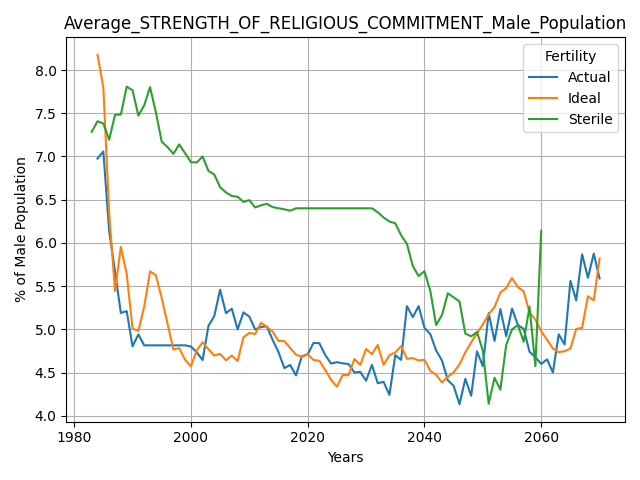 Average_STRENGTH_OF_RELIGIOUS_COMMITMENT_Male_Population
Fertility
Actual
Ideal
Sterile
% of Male Population
8.0
7.5
7.0
6.5
6.0
5.5
5.0
4.5
4.0
1980 2000 2020 2040 2060
Years